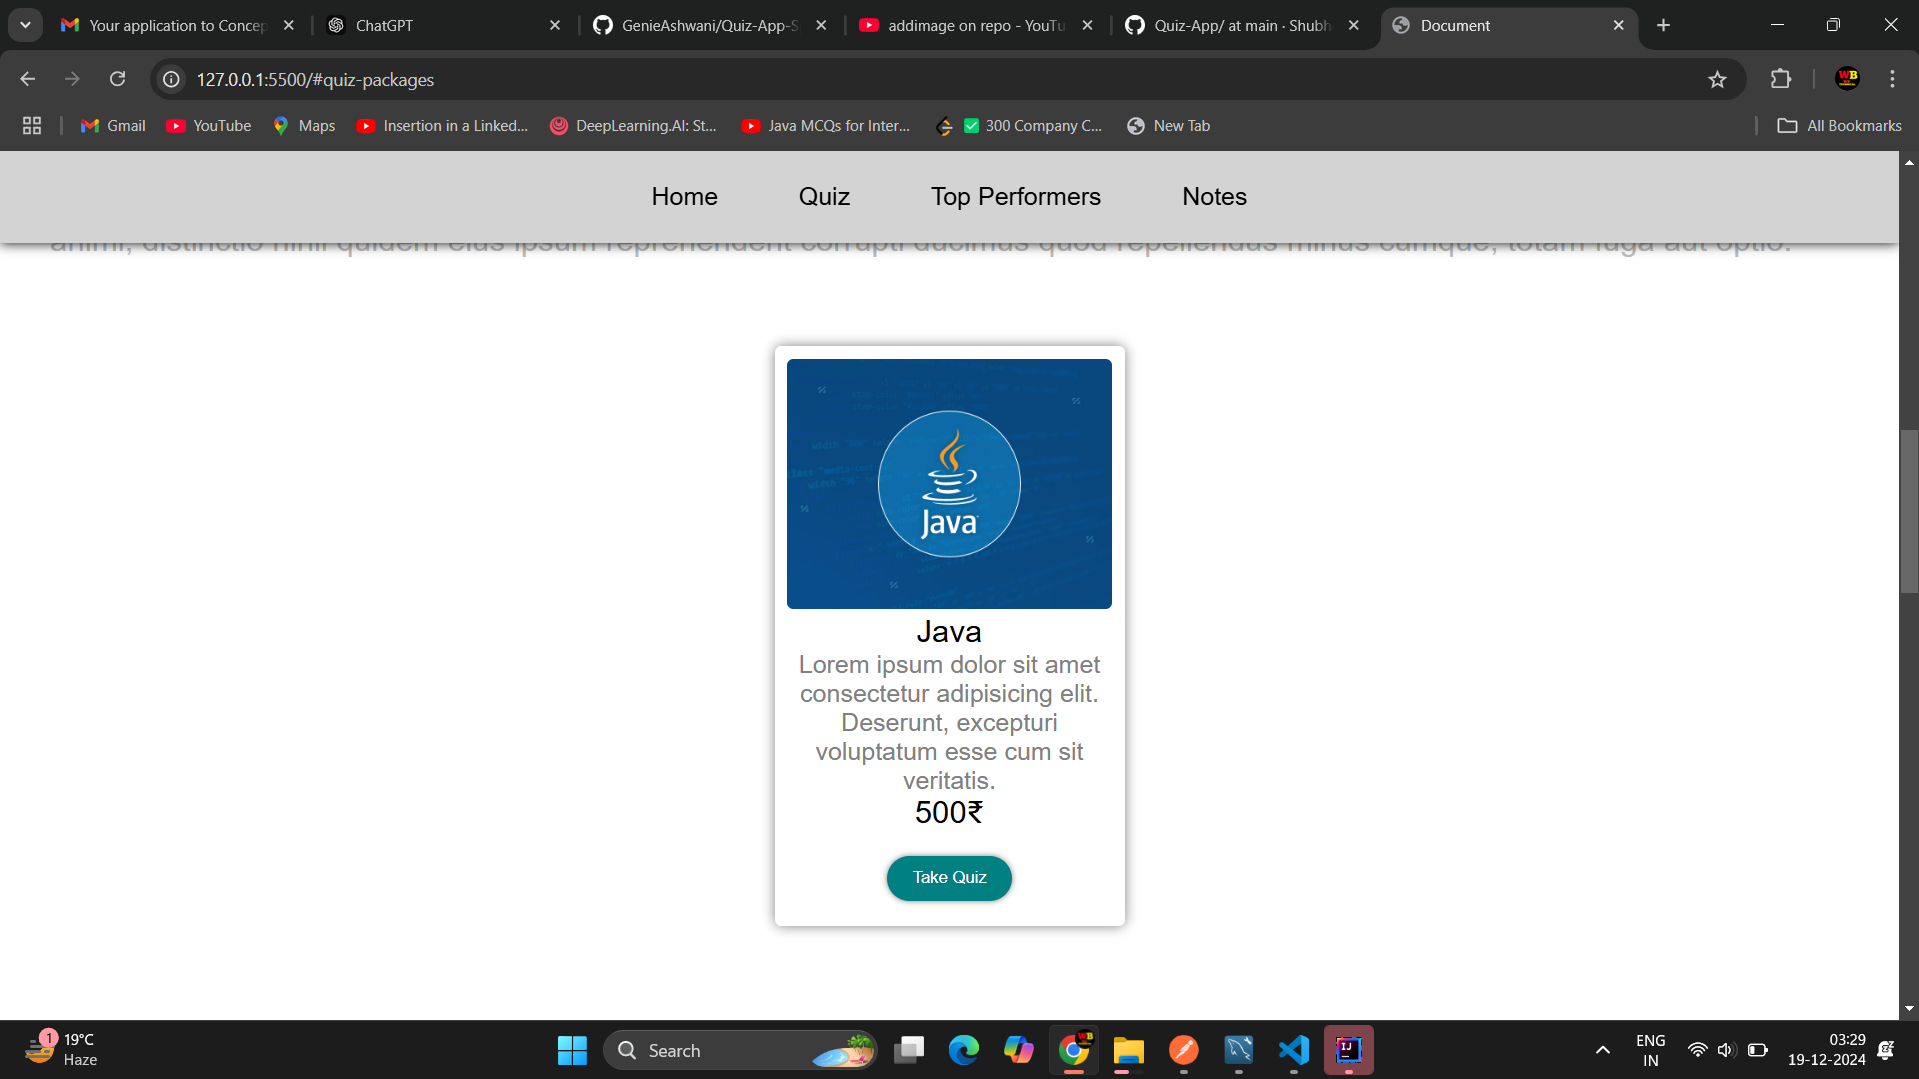 Your application to Concep
ChatGPT
GenieAshwani/Quiz-App-S
addimage on repo - YouTu
Quiz-App/ at main · Shubh
Document
127.0.0.1:5500/#quiz-packages
WB
Gmail
YouTube
Maps
Insertion in a Linked...
DeepLearning.AI: St...
Java MCQs for Inter...
300 Company C...
New Tab
All Bookmarks
Home
Quiz
Top Performers
Notes
animi, distinctio nihil quidem eius ipsum reprehenderit corrupti ducimus quod repellendus minus cumque, totam fuga aut optio.
Java
Java
Lorem ipsum dolor sit amet
consectetur adipisicing elit.
Deserunt, excepturi
voluptatum esse cum sit
veritatis.
500₹
Take Quiz
1
19°C
Haze
Search
WB
IJ
ENG
IN
03:29
19-12-2024